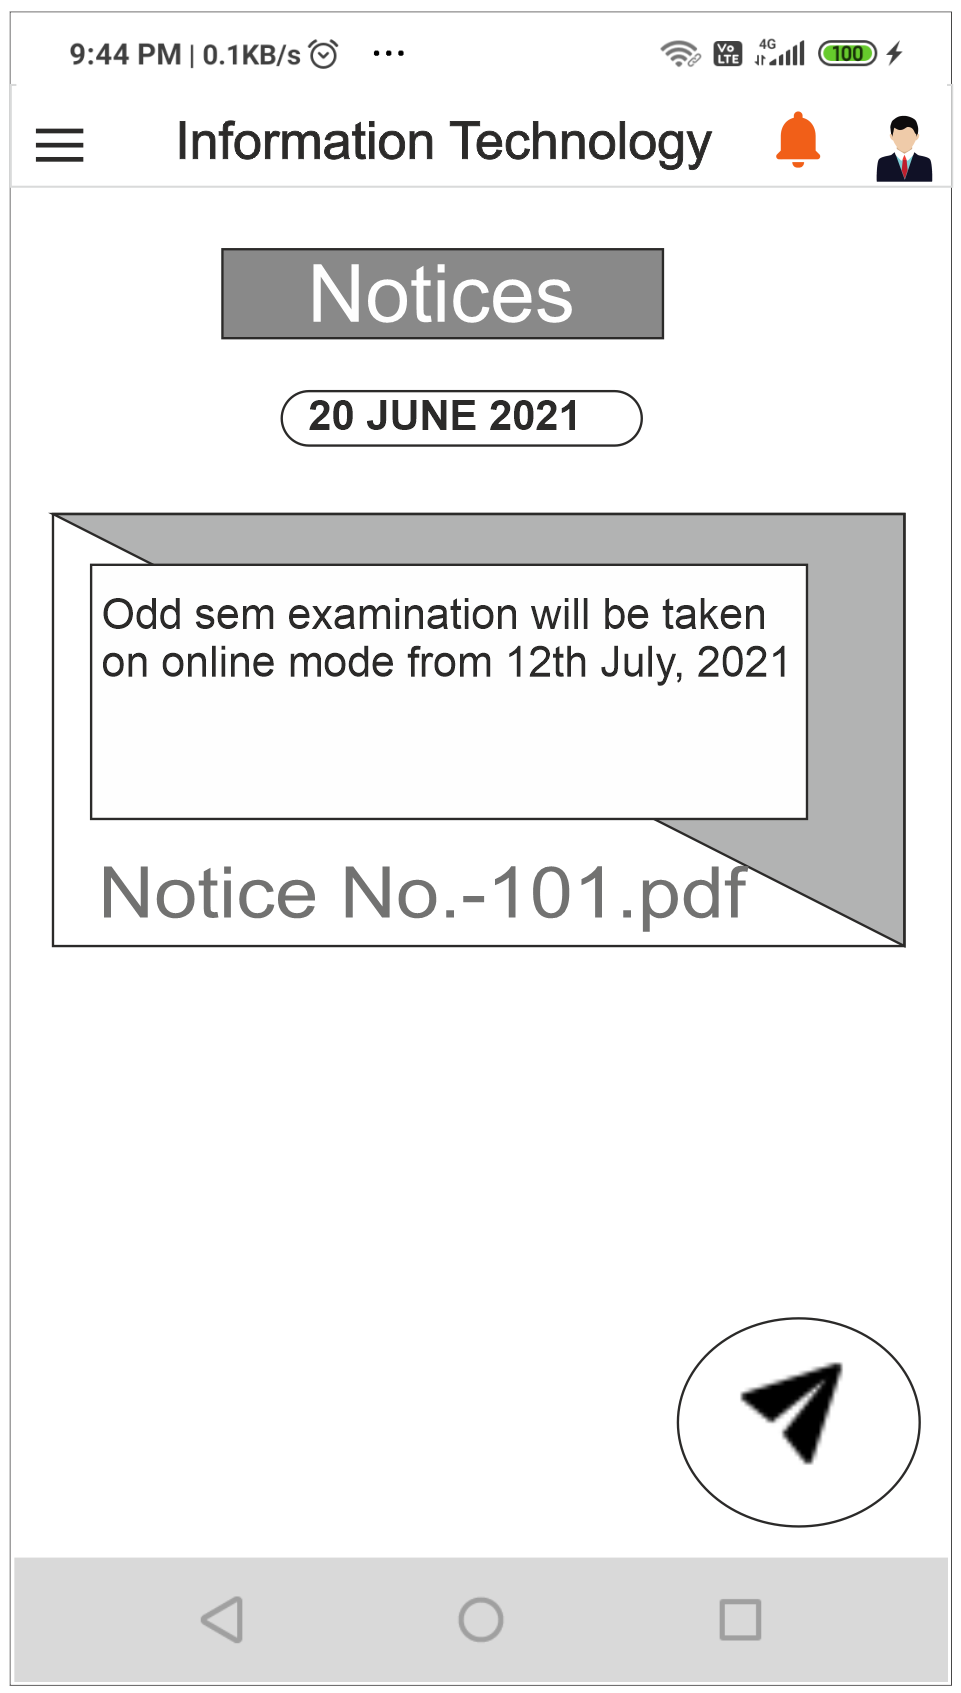 9:44 PM | 0.1KB/s ...
Vo LTE 4G 100
Information Technology
Notices
20 JUNE 2021
Odd sem examination will be taken
on online mode from 12th July, 2021
Notice No.-101.pdf